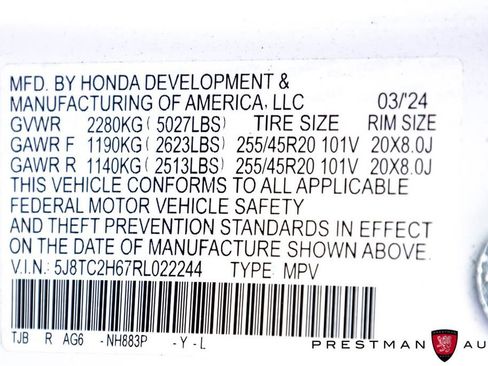 MFD. BY HONDA DEVELOPMENT &
MANUFACTURING OF AMERICA, LLC 03/'24
GVWR 2280KG ( 5027LBS) TIRE SIZE RIM SIZE
GAWR F 1190KG ( 2623LBS) 255/45R20 101V 20X8.0J
GAWR R 1140KG ( 2513LBS) 255/45R20 101V 20X8.0J
THIS VEHICLE CONFORMS TO ALL APPLICABLE
FEDERAL MOTOR VEHICLE SAFETY
AND THEFT PREVENTION STANDARDS IN EFFECT
ON THE DATE OF MANUFACTURE SHOWN ABOVE.
V.I.N: 5J8TC2H67RL022244 TYPE: MPV
TJB R AG6 -NH883P -Y-L
PRESTMAN AU